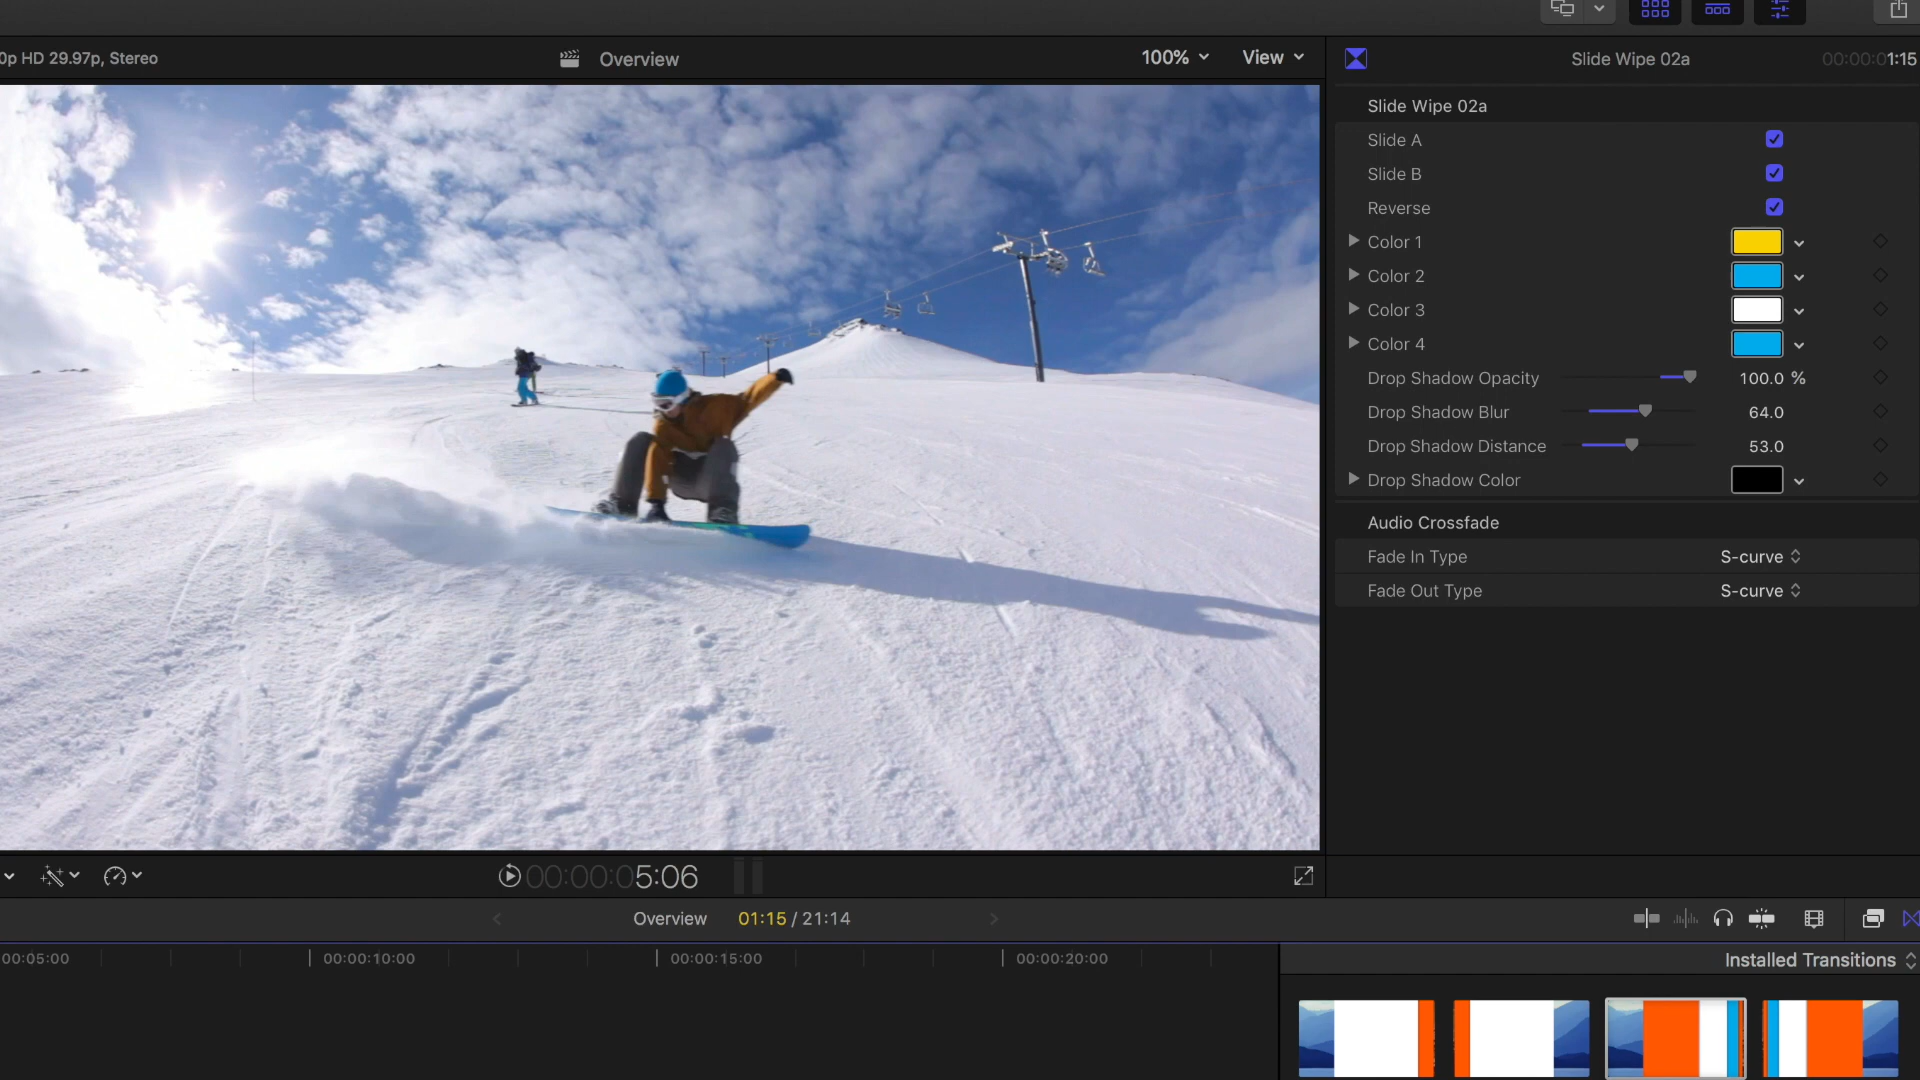 0p HD 29.97p, Stereo
Overview
100%
View
Slide Wipe 02a
00:00:01:15
Slide Wipe 02a
Slide A
Slide B
Reverse
Color 1
Color 2
Color 3
Color 4
Drop Shadow Opacity
100.0 %
Drop Shadow Blur
64.0
Drop Shadow Distance
53.0
Drop Shadow Color
Audio Crossfade
Fade In Type
S-curve
Fade Out Type
S-curve
00:00:05:06
Overview
01:15 / 21:14
00:00:05:00
00:00:10:00
00:00:15:00
00:00:20:00
Installed Transitions